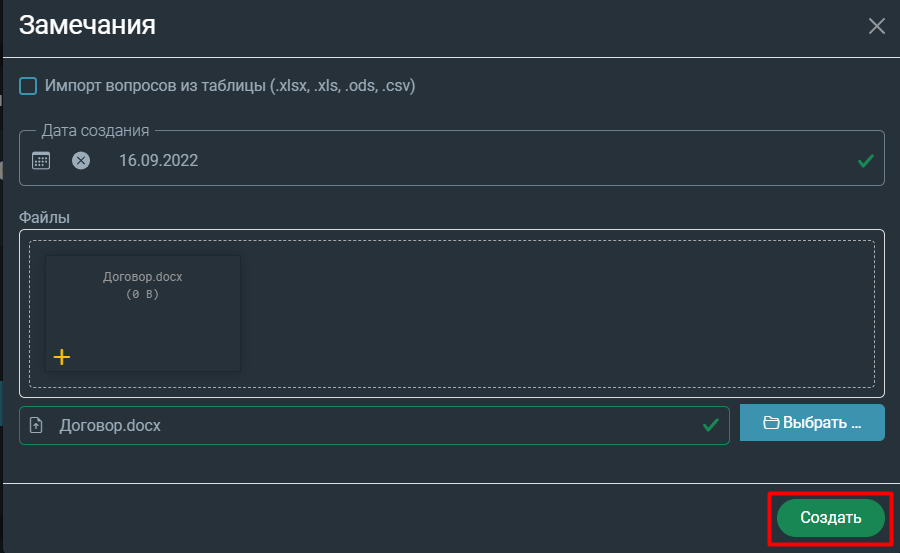 Замечания
Импорт вопросов из таблицы (.xlsx, .xls, .ods, .csv)
Дата создания
16.09.2022
Файлы
Договор.docx
(0 B)
Договор.docx
Выбрать ...
Создать